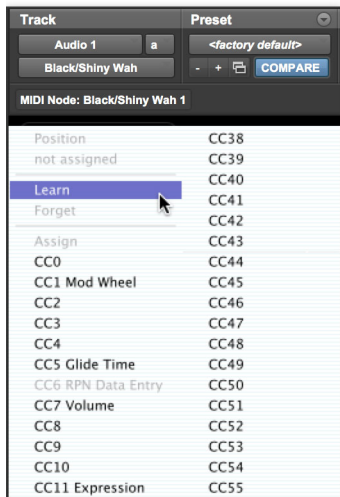 Track
Preset
Audio 1
a
<factory default>
Black/Shiny Wah
- + COMPARE
MIDI Node: Black/Shiny Wah 1
Position
not assigned
Learn
Forget
Assign
CC0
CC1 Mod Wheel
CC2
CC3
CC4
CC5 Glide Time
CC6 RPN Data Entry
CC7 Volume
CC8
CC9
CC10
CC11 Expression
CC38
CC39
CC40
CC41
CC42
CC43
CC44
CC45
CC46
CC47
CC48
CC49
CC50
CC51
CC52
CC53
CC54
CC55